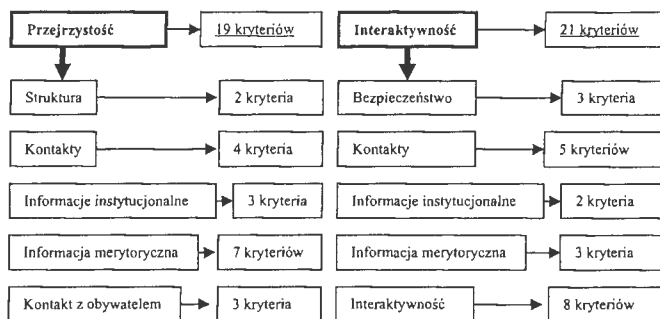 Przejrzystość 19 kryteriów Interaktywność 21 kryteriów
Struktura 2 kryteria Bezpieczeństwo 3 kryteria
Kontakty 4 kryteria Kontakty 5 kryteriów
Informacje instytucjonalne 3 kryteria Informacje instytucjonalne 2 kryteria
Informacja merytoryczna 7 kryteriów Informacja merytoryczna 3 kryteria
Kontakt z obywatelem 3 kryteria Interaktywność 8 kryteriów